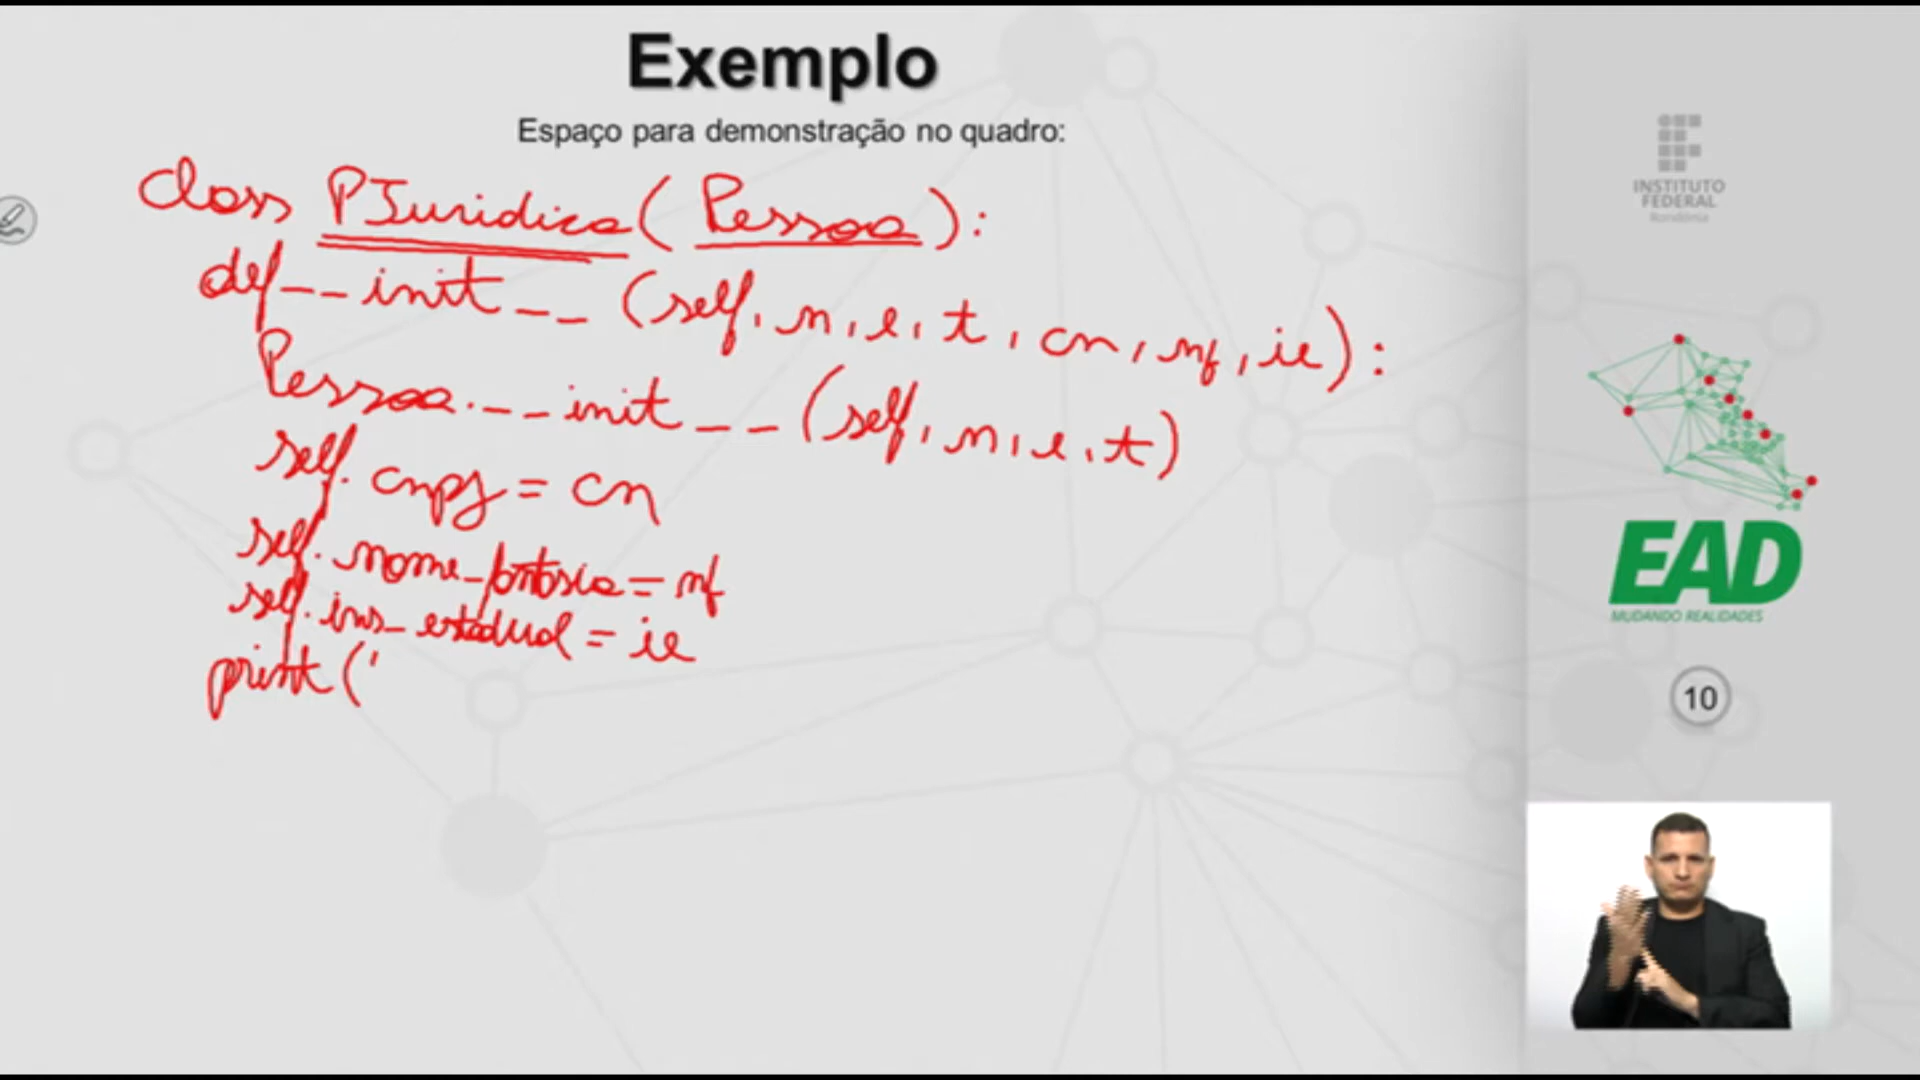 Exemplo
Espaço para demonstração no quadro:
class PJuridica(Pessoa):
def __init__(self, n, e, t, cn, nf, ie):
Pessoa.__init__(self, n, e, t)
self.cnpj = cn
self.nome_fantasia = nf
self.ins_estadual = ie
print('
INSTITUTO
FEDERAL
Rondônia
EAD
MUDANDO REALIDADES
10